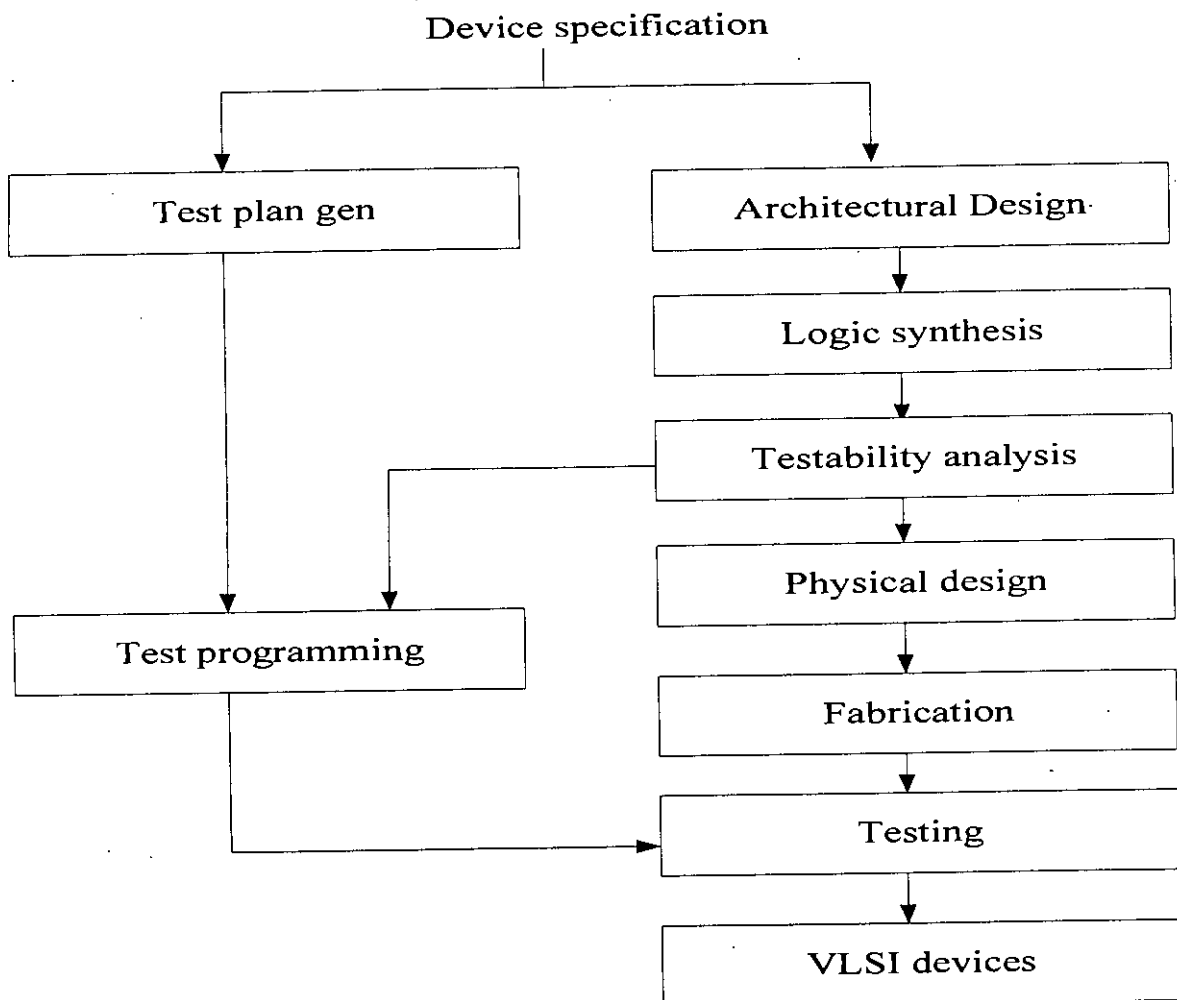 Device specification
Test plan gen
Architectural Design
Logic synthesis
Testability analysis
Physical design
Test programming
Fabrication
Testing
VLSI devices